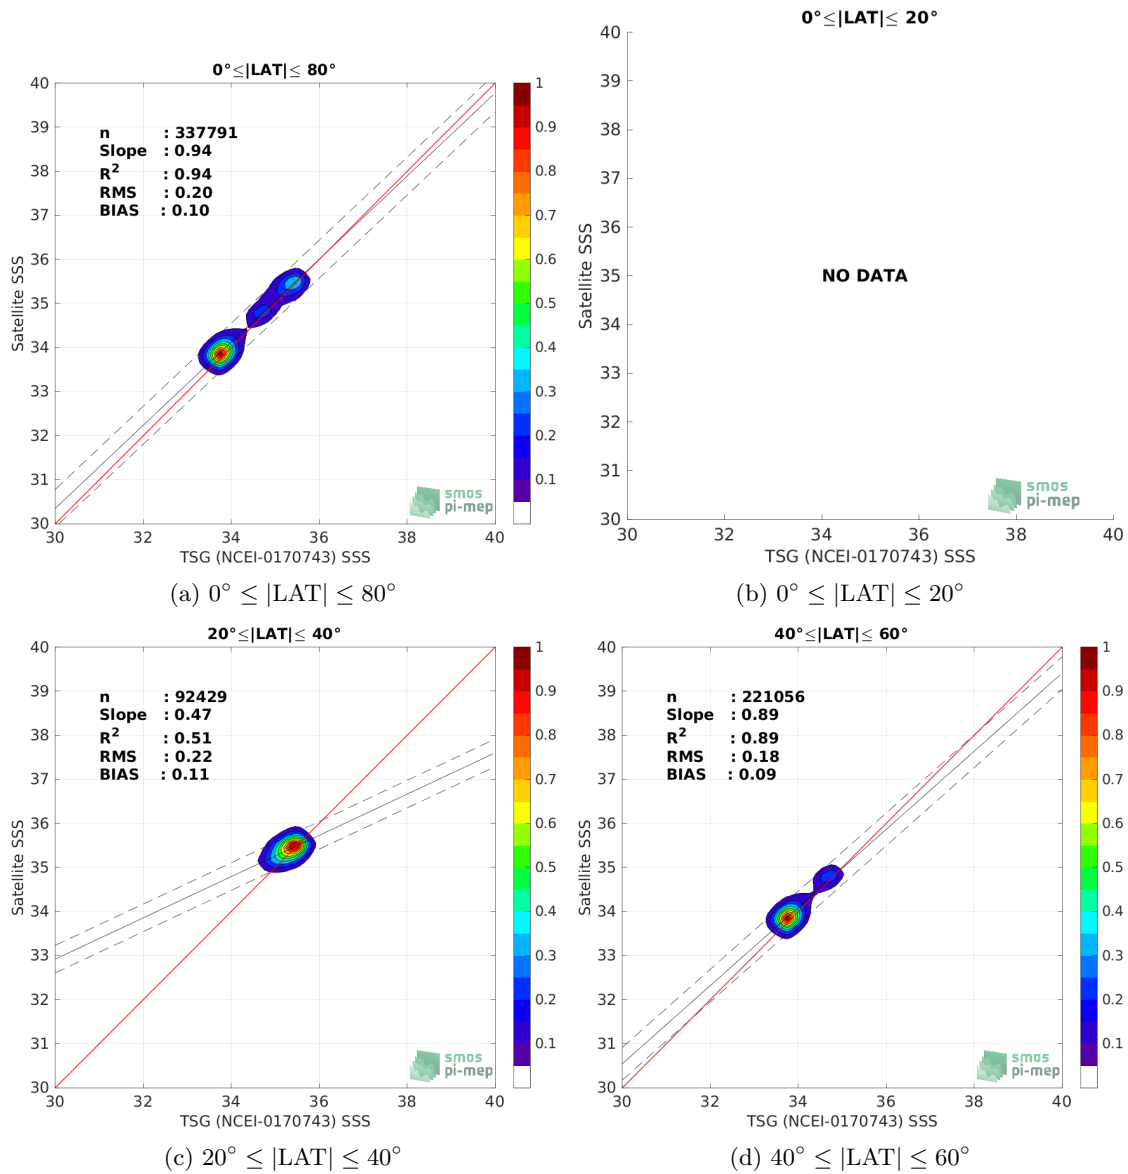 0°≤|LAT|≤ 80°
40
39
38
37
36
35
34
33
32
31
30
Satellite SSS
n : 337791
Slope : 0.94
R² : 0.94
RMS : 0.20
BIAS : 0.10
smos
pi-mep
30 32 34 36 38 40
TSG (NCEI-0170743) SSS
1
0.9
0.8
0.7
0.6
0.5
0.4
0.3
0.2
0.1
(a) 0° ≤ |LAT| ≤ 80°
0°≤|LAT|≤ 20°
40
39
38
37
36
35
34
33
32
31
30
Satellite SSS
NO DATA
smos
pi-mep
30 32 34 36 38 40
TSG (NCEI-0170743) SSS
(b) 0° ≤ |LAT| ≤ 20°
20°≤|LAT|≤ 40°
40
39
38
37
36
35
34
33
32
31
30
Satellite SSS
n : 92429
Slope : 0.47
R² : 0.51
RMS : 0.22
BIAS : 0.11
smos
pi-mep
30 32 34 36 38 40
TSG (NCEI-0170743) SSS
1
0.9
0.8
0.7
0.6
0.5
0.4
0.3
0.2
0.1
(c) 20° ≤ |LAT| ≤ 40°
40°≤|LAT|≤ 60°
40
39
38
37
36
35
34
33
32
31
30
Satellite SSS
n : 221056
Slope : 0.89
R² : 0.89
RMS : 0.18
BIAS : 0.09
smos
pi-mep
30 32 34 36 38 40
TSG (NCEI-0170743) SSS
1
0.9
0.8
0.7
0.6
0.5
0.4
0.3
0.2
0.1
(d) 40° ≤ |LAT| ≤ 60°